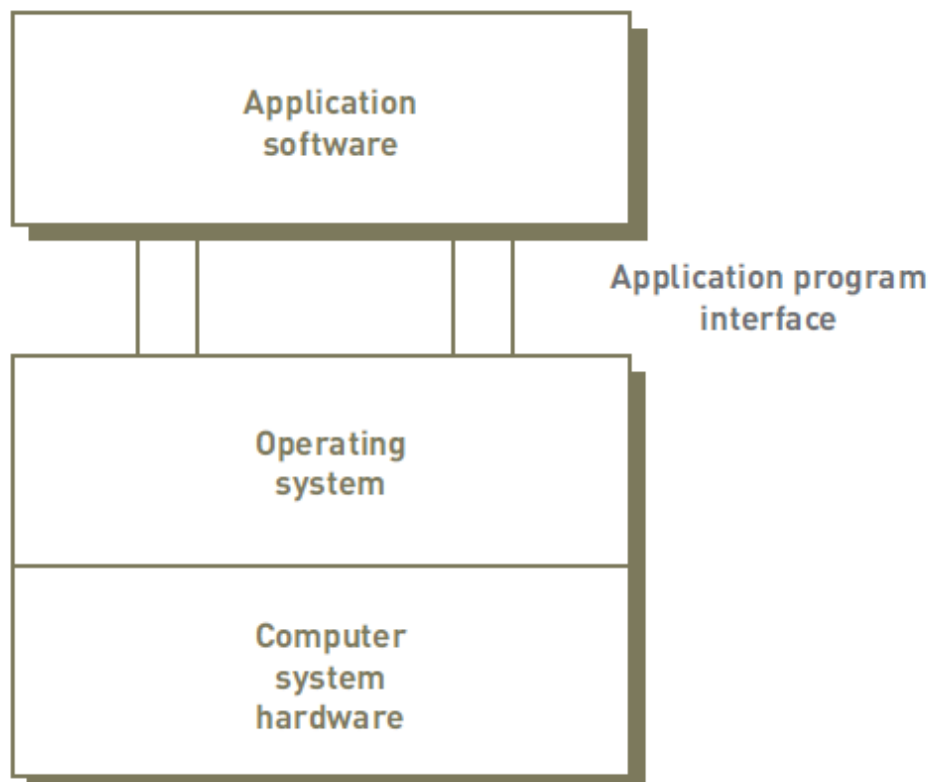 Application
software
Application program
interface
Operating
system
Computer
system
hardware